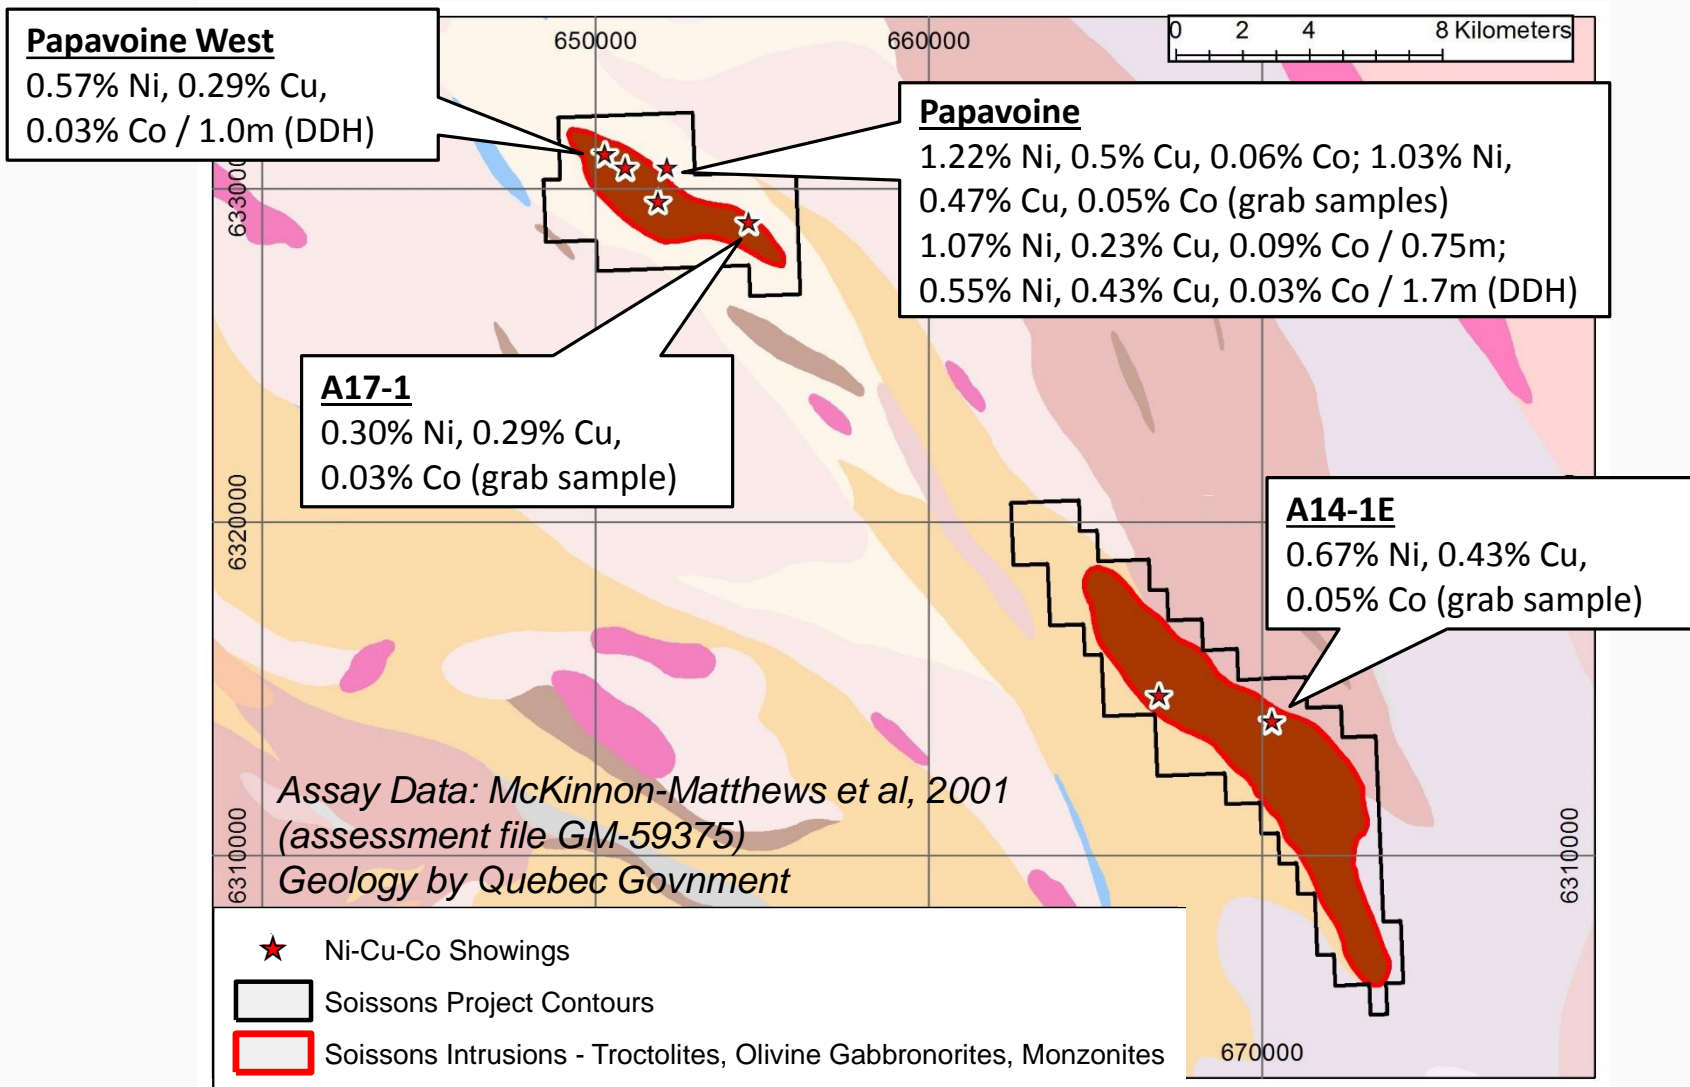 650000
660000
0 2 4 8 Kilometers
Papavoine West
0.57% Ni, 0.29% Cu,
0.03% Co / 1.0m (DDH)
Papavoine
1.22% Ni, 0.5% Cu, 0.06% Co; 1.03% Ni,
0.47% Cu, 0.05% Co (grab samples)
1.07% Ni, 0.23% Cu, 0.09% Co / 0.75m;
0.55% Ni, 0.43% Cu, 0.03% Co / 1.7m (DDH)
6330000
A17-1
0.30% Ni, 0.29% Cu,
0.03% Co (grab sample)
6320000
A14-1E
0.67% Ni, 0.43% Cu,
0.05% Co (grab sample)
Assay Data: McKinnon-Matthews et al, 2001
(assessment file GM-59375)
Geology by Quebec Govnment
6310000
6310000
Ni-Cu-Co Showings
Soissons Project Contours
Soissons Intrusions - Troctolites, Olivine Gabbronorites, Monzonites
670000